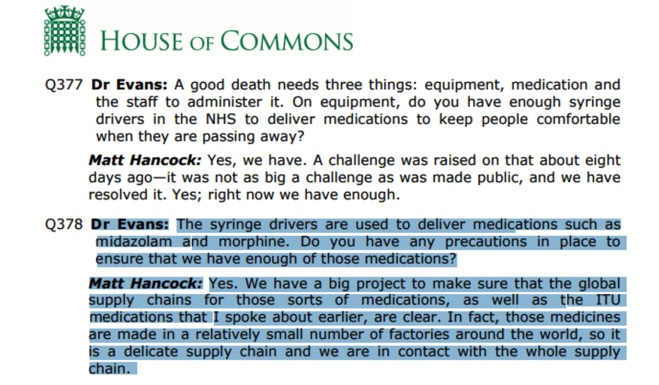 HOUSE OF COMMONS
Q377 Dr Evans: A good death needs three things: equipment, medication and
the staff to administer it. On equipment, do you have enough syringe
drivers in the NHS to deliver medications to keep people comfortable
when they are passing away?
Matt Hancock: Yes, we have. A challenge was raised on that about eight
days ago—it was not as big a challenge as was made public, and we have
resolved it. Yes; right now we have enough.
Q378 Dr Evans: The syringe drivers are used to deliver medications such as
midazolam and morphine. Do you have any precautions in place to
ensure that we have enough of those medications?
Matt Hancock: Yes. We have a big project to make sure that the global
supply chains for those sorts of medications, as well as the ITU
medications that I spoke about earlier, are clear. In fact, those medicines
are made in a relatively small number of factories around the world, so it
is a delicate supply chain and we are in contact with the whole supply
chain.